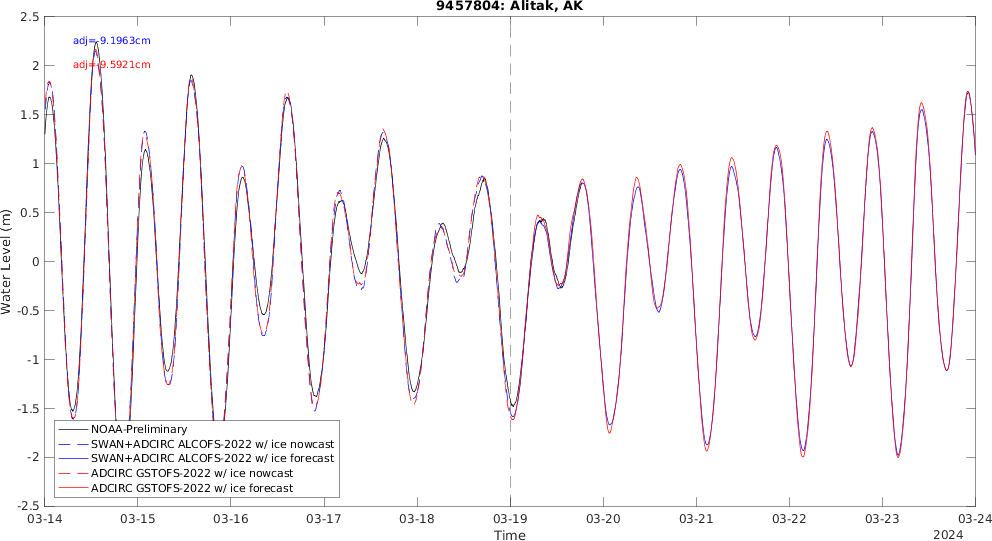 9457804: Alitak, AK
2.5
adj=-9.1963cm
2
adj=-9.5921cm
1.5
1
0.5
0
-0.5
-1
-1.5
-2
-2.5
Water Level (m)
NOAA-Preliminary
SWAN+ADCIRC ALCOFS-2022 w/ ice nowcast
SWAN+ADCIRC ALCOFS-2022 w/ ice forecast
ADCIRC GSTOFS-2022 w/ ice nowcast
ADCIRC GSTOFS-2022 w/ ice forecast
03-14 03-15 03-16 03-17 03-18 03-19 03-20 03-21 03-22 03-23 03-24
Time
2024